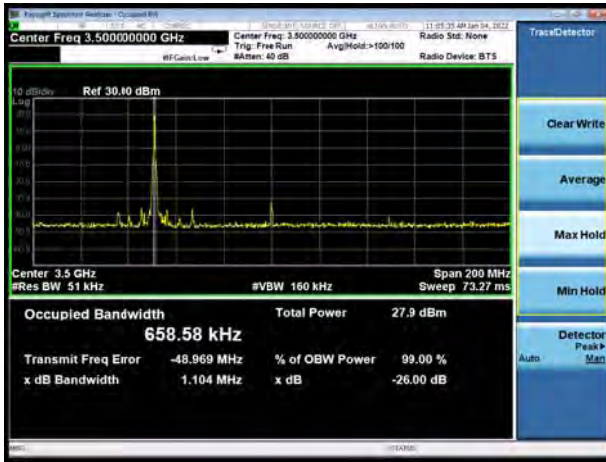 Keysight Spectrum Analyzer - Occupied BW
11:05:35 AM Jan 04, 2022
Center Freq 3.500000000 GHz
Center Freq: 3.500000000 GHz
Radio Std: None
Trig: Free Run
Avg|Hold:>100/100
#IFGain:Low
#Atten: 40 dB
Radio Device: BTS
Trace/Detector
10 dB/div
Ref 30.00 dBm
Log
Clear Write
Average
Max Hold
Min Hold
Detector
Peak▶
Auto
Man
Center 3.5 GHz
Span 200 MHz
#Res BW 51 kHz
#VBW 160 kHz
Sweep 73.27 ms
Occupied Bandwidth
Total Power
27.9 dBm
658.58 kHz
Transmit Freq Error
-48.969 MHz
% of OBW Power
99.00 %
x dB Bandwidth
1.104 MHz
x dB
-26.00 dB
MSG
STATUS